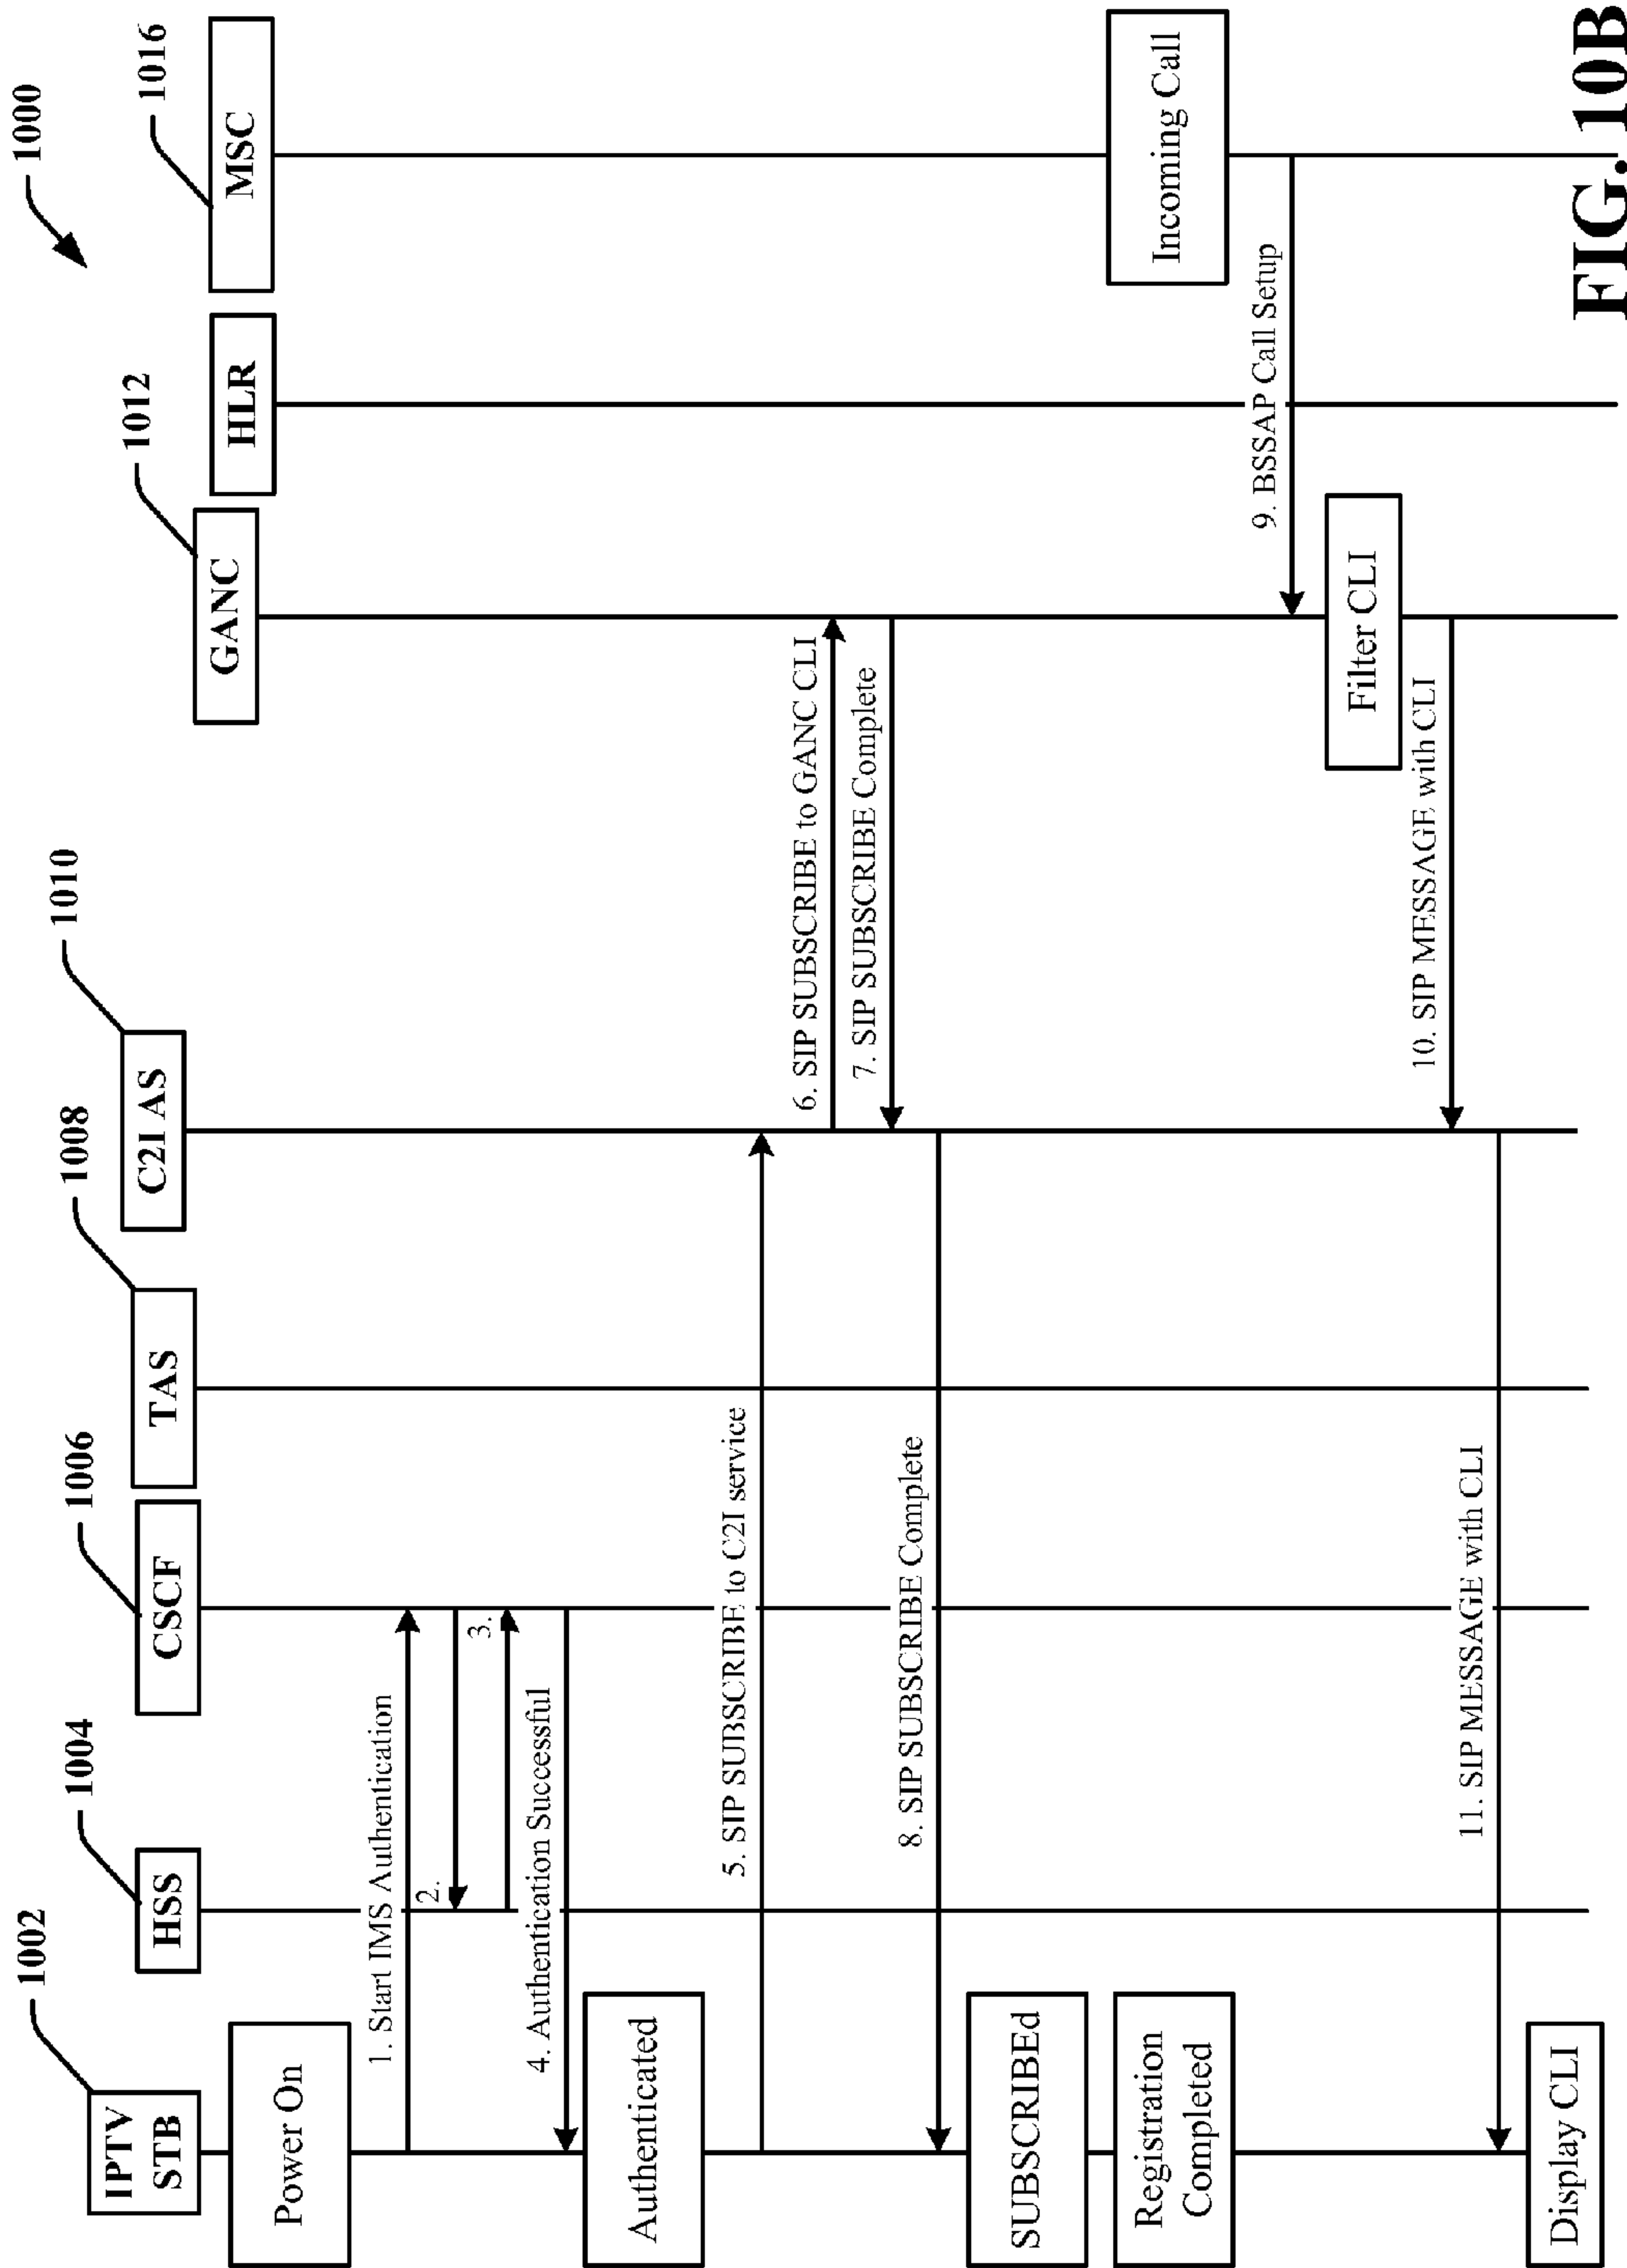 1000
1002
1004
1006
1008
1010
1012
1016
IPTV
STB
HSS
CSCF
TAS
C2I AS
GANC
HLR
MSC
Power On
1. Start IMS Authentication
2.
3.
4. Authentication Successful
Authenticated
5. SIP SUBSCRIBE to C2I service
6. SIP SUBSCRIBE to GANC CLI
7. SIP SUBSCRIBE Complete
8. SIP SUBSCRIBE Complete
SUBSCRIBEd
Registration
Completed
Incoming Call
9. BSSAP Call Setup
Filter CLI
10. SIP MESSAGE with CLI
11. SIP MESSAGE with CLI
Display CLI
FIG. 10B